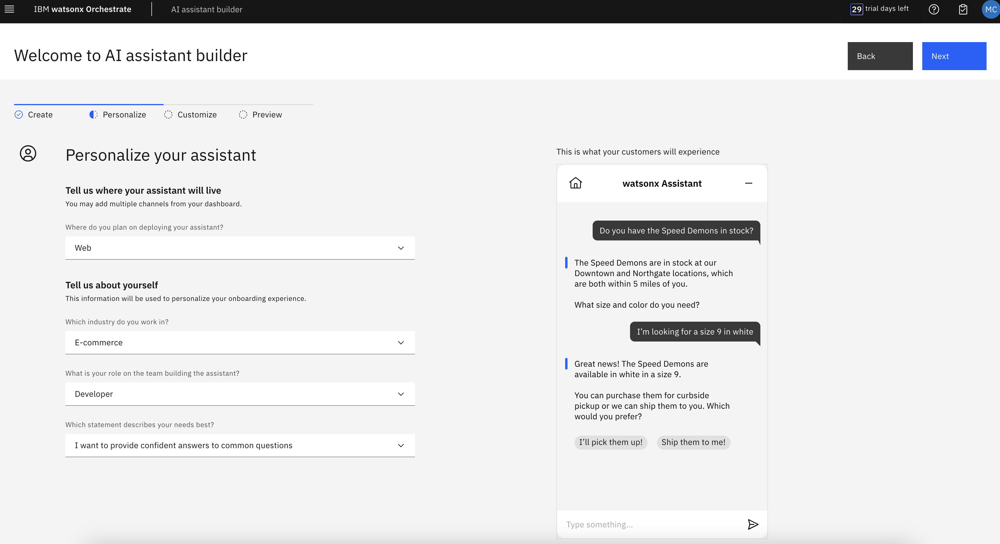 IBM watsonx Orchestrate
AI assistant builder
29 trial days left
MC
Welcome to AI assistant builder
Back
Next
Create
Personalize
Customize
Preview
Personalize your assistant
Tell us where your assistant will live
You may add multiple channels from your dashboard.
Where do you plan on deploying your assistant?
Web
Tell us about yourself
This information will be used to personalize your onboarding experience.
Which industry do you work in?
E-commerce
What is your role on the team building the assistant?
Developer
Which statement describes your needs best?
I want to provide confident answers to common questions
This is what your customers will experience
watsonx Assistant
Do you have the Speed Demons in stock?
The Speed Demons are in stock at our
Downtown and Northgate locations, which
are both within 5 miles of you.
What size and color do you need?
I’m looking for a size 9 in white
Great news! The Speed Demons are
available in white in a size 9.
You can purchase them for curbside
pickup or we can ship them to you. Which
would you prefer?
I’ll pick them up!
Ship them to me!
Type something...